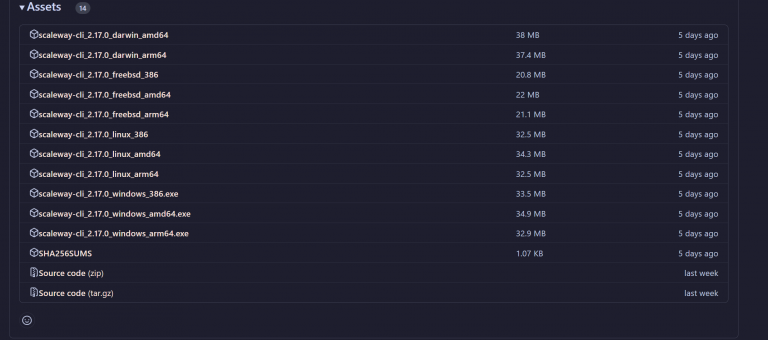 Assets 14
scaleway-cli_2.17.0_darwin_amd64 38 MB 5 days ago
scaleway-cli_2.17.0_darwin_arm64 37.4 MB 5 days ago
scaleway-cli_2.17.0_freebsd_386 20.8 MB 5 days ago
scaleway-cli_2.17.0_freebsd_amd64 22 MB 5 days ago
scaleway-cli_2.17.0_freebsd_arm64 21.1 MB 5 days ago
scaleway-cli_2.17.0_linux_386 32.5 MB 5 days ago
scaleway-cli_2.17.0_linux_amd64 34.3 MB 5 days ago
scaleway-cli_2.17.0_linux_arm64 32.5 MB 5 days ago
scaleway-cli_2.17.0_windows_386.exe 33.5 MB 5 days ago
scaleway-cli_2.17.0_windows_amd64.exe 34.9 MB 5 days ago
scaleway-cli_2.17.0_windows_arm64.exe 32.9 MB 5 days ago
SHA256SUMS 1.07 KB 5 days ago
Source code (zip) last week
Source code (tar.gz) last week